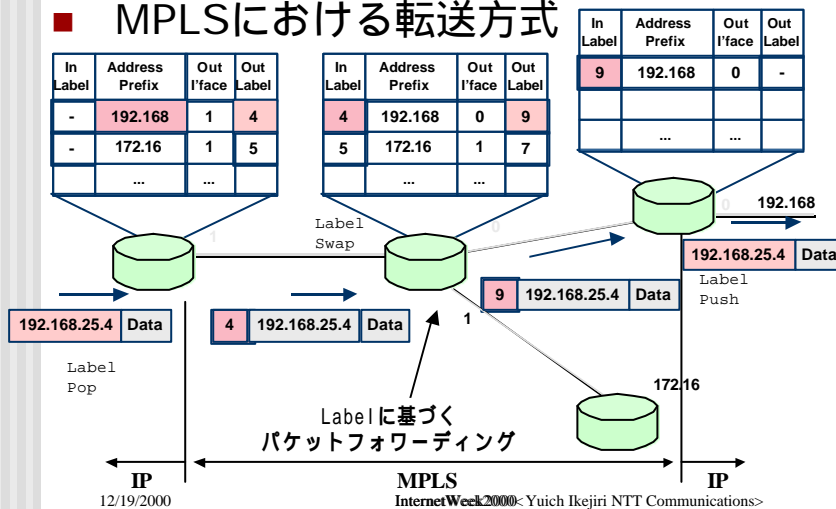 MPLSにおける転送方式
In Label Address Prefix Out I'face Out Label
- 192.168 1 4
- 172.16 1 5
... ...
In Label Address Prefix Out I'face Out Label
4 192.168 0 9
5 172.16 1 7
... ...
In Label Address Prefix Out I'face Out Label
9 192.168 0 -
... ...
1
Label Swap
0
0
192.168
192.168.25.4 Data
Label Pop
4 192.168.25.4 Data
9 192.168.25.4 Data
1
192.168.25.4 Data
Label Push
172.16
Labelに基づく
パケットフォワーディング
IP
MPLS
IP
12/19/2000
InternetWeek2000<Yuich Ikejiri NTT Communications>